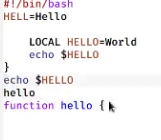 #!/bin/bash
HELL=Hello
LOCAL HELLO=World
echo $HELLO
}
echo $HELLO
hello
function hello {